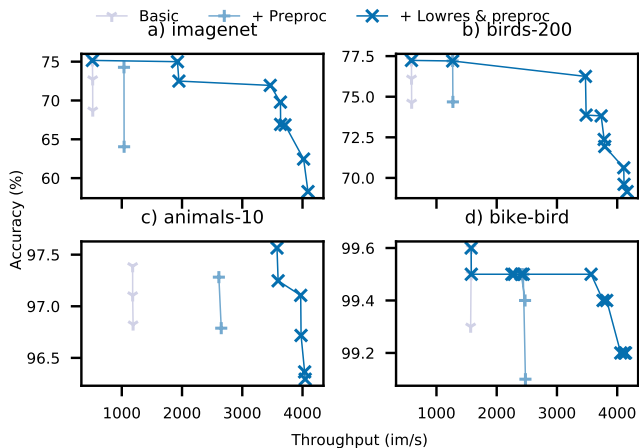 Basic + Preproc + Lowres & preproc
a) imagenet b) birds-200
75
70
65
60
77.5
75.0
72.5
70.0
Accuracy (%)
c) animals-10 d) bike-bird
97.5
97.0
96.5
99.6
99.4
99.2
1000 2000 3000 4000 1000 2000 3000 4000
Throughput (im/s)